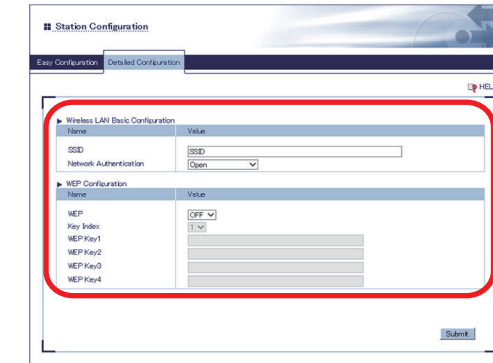 Station Configuration
Easy Configuration Detailed Configuration
HEL
Wireless LAN Basic Configuration
Name Value
SSID SSID
Network Authentication Open
WEP Configuration
Name Value
WEP OFF
Key Index 1
WEP Key1
WEP Key2
WEP Key3
WEP Key4
Submit